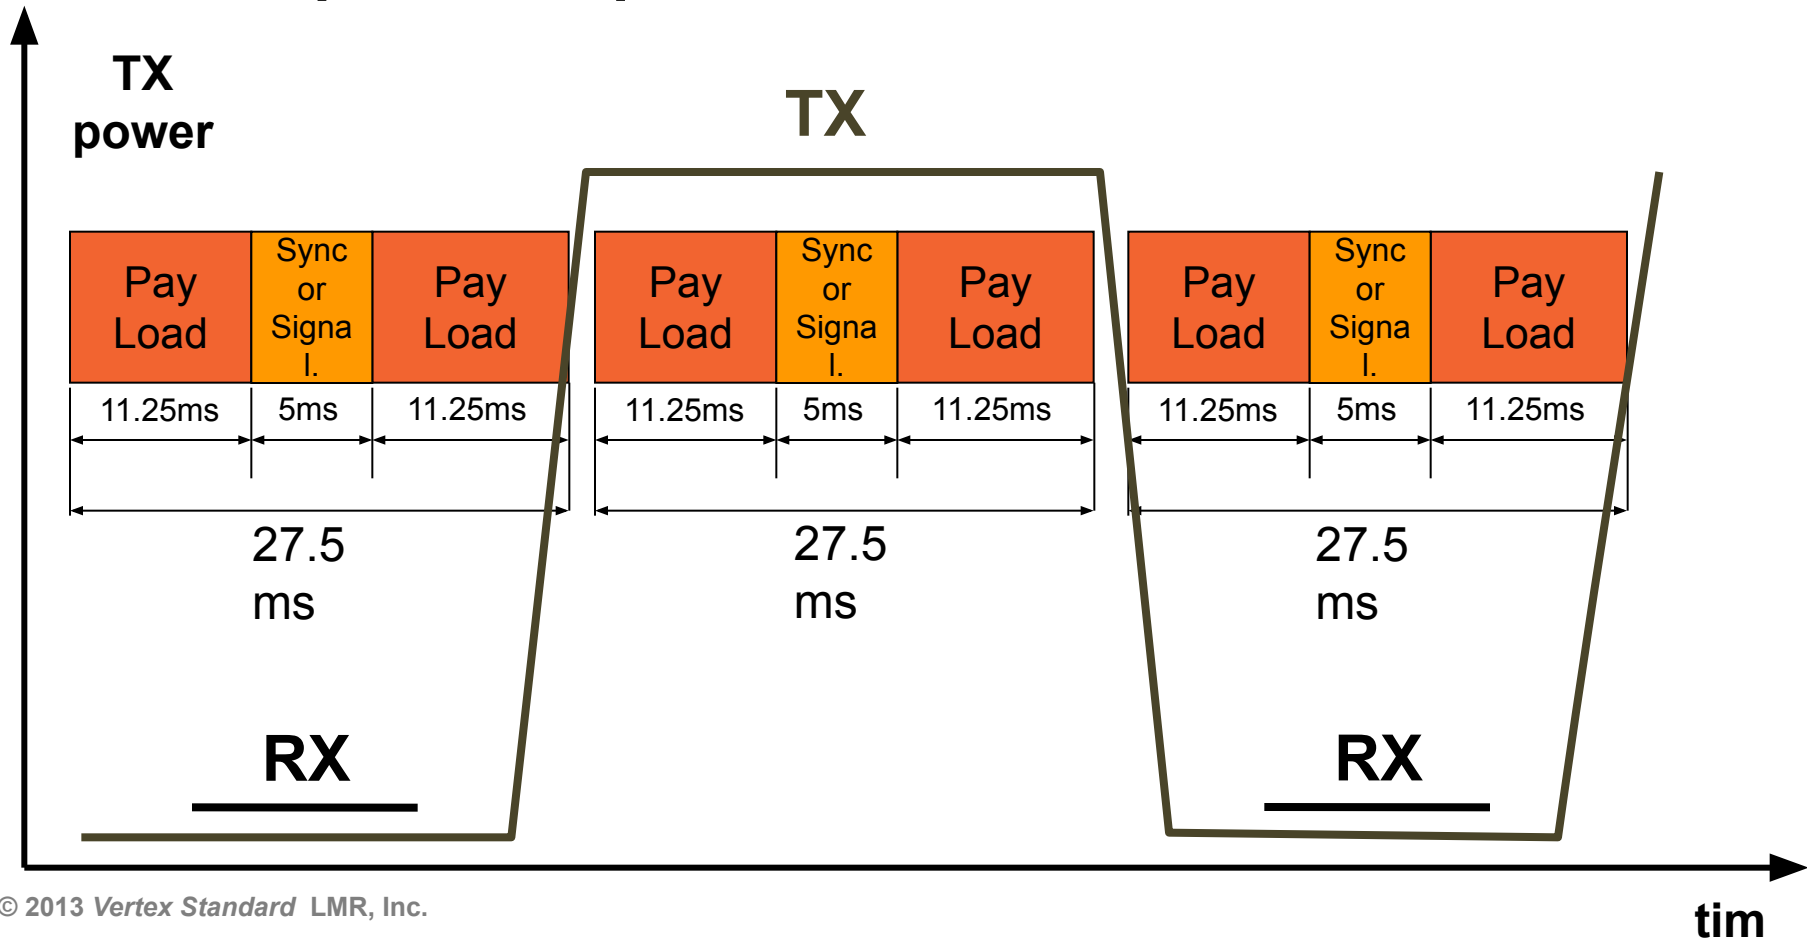 TX
power
TX
Pay
Load
Sync
or
Signa
l.
Pay
Load
Pay
Load
Sync
or
Signa
l.
Pay
Load
Pay
Load
Sync
or
Signa
l.
Pay
Load
11.25ms 5ms 11.25ms
11.25ms 5ms 11.25ms
11.25ms 5ms 11.25ms
27.5
ms
27.5
ms
27.5
ms
RX
RX
© 2013 Vertex Standard LMR, Inc.
tim